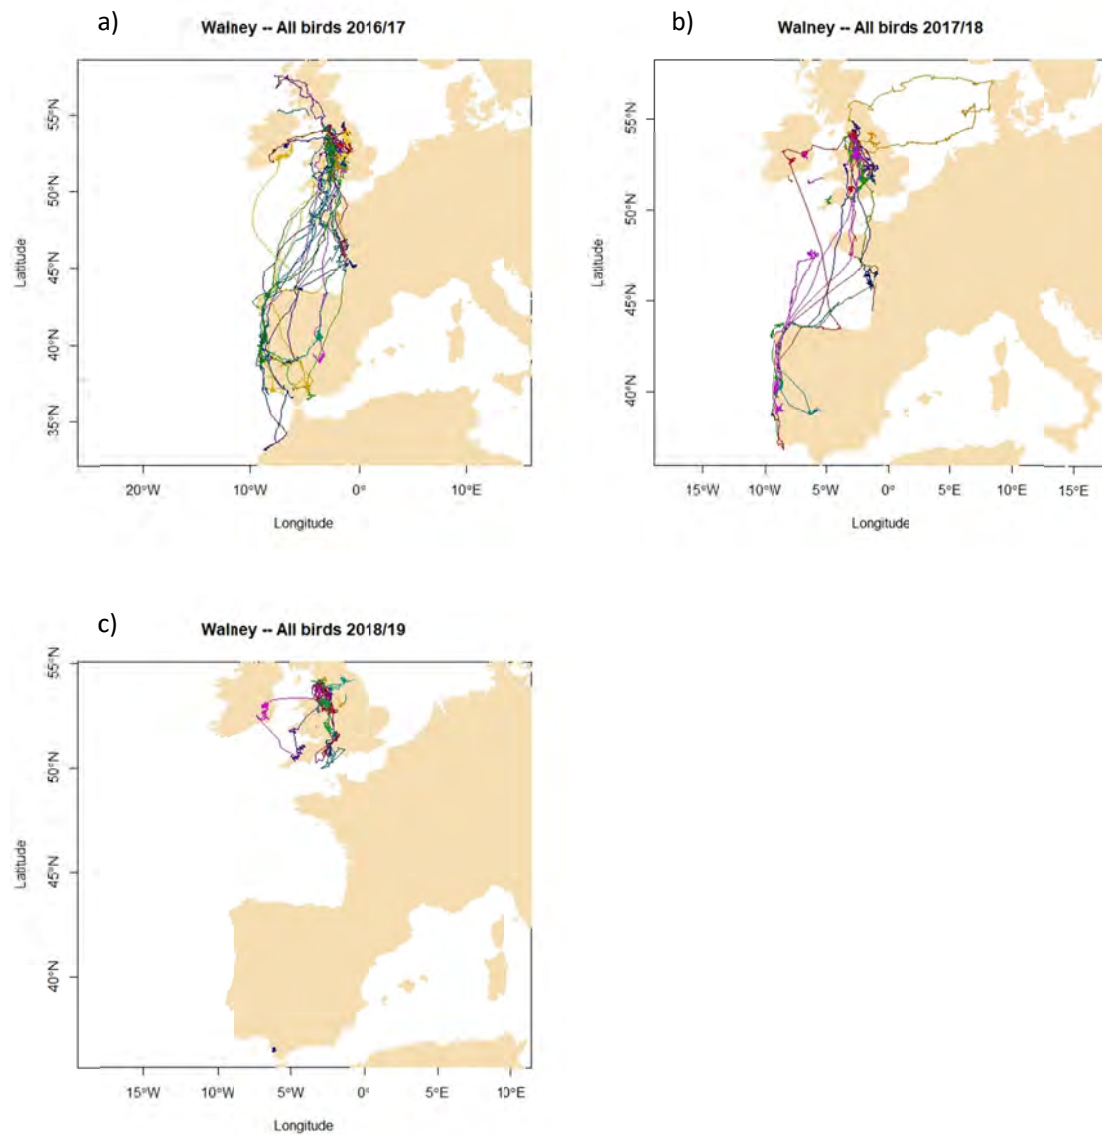 a)
Walney -- All birds 2016/17
55°N
50°N
45°N
40°N
35°N
Latitude
20°W 10°W 0° 10°E
Longitude
b)
Walney -- All birds 2017/18
55°N
50°N
45°N
40°N
Latitude
15°W 10°W 5°W 0° 5°E 10°E 15°E
Longitude
c)
Walney -- All birds 2018/19
55°N
50°N
45°N
40°N
Latitude
15°W 10°W 5°W 0° 5°E 10°E
Longitude